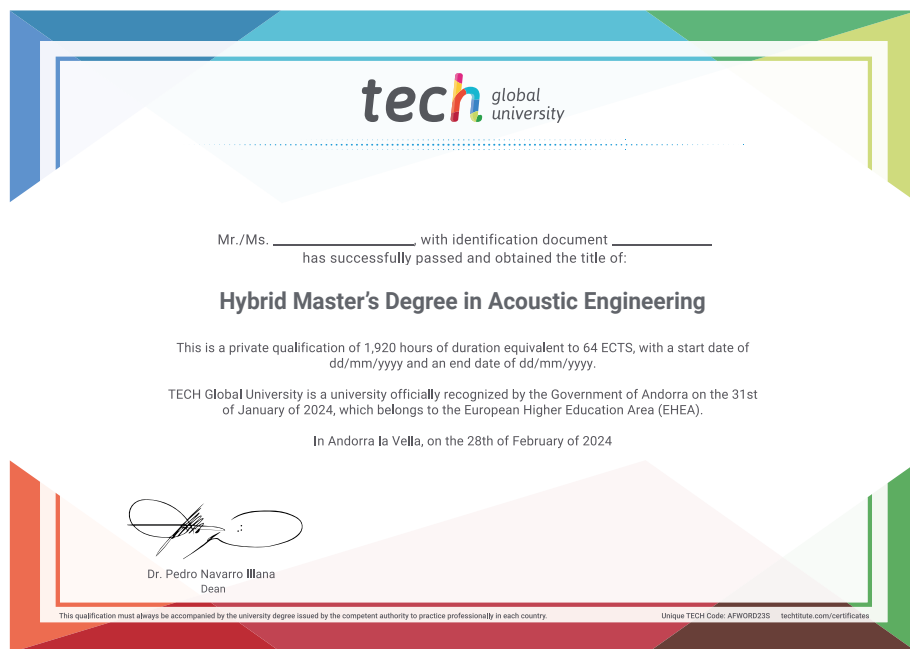 tech global university
Mr./Ms. ____________, with identification document ____________
has successfully passed and obtained the title of:
Hybrid Master's Degree in Acoustic Engineering
This is a private qualification of 1,920 hours of duration equivalent to 64 ECTS, with a start date of
dd/mm/yyyy and an end date of dd/mm/yyyy.
TECH Global University is a university officially recognized by the Government of Andorra on the 31st
of January of 2024, which belongs to the European Higher Education Area (EHEA).
In Andorra la Vella, on the 28th of February of 2024
Dr. Pedro Navarro Illana
Dean
This qualification must always be accompanied by the university degree issued by the competent authority to practice professionally in each country.
Unique TECH Code: AFWORD23S techtitute.com/certificates